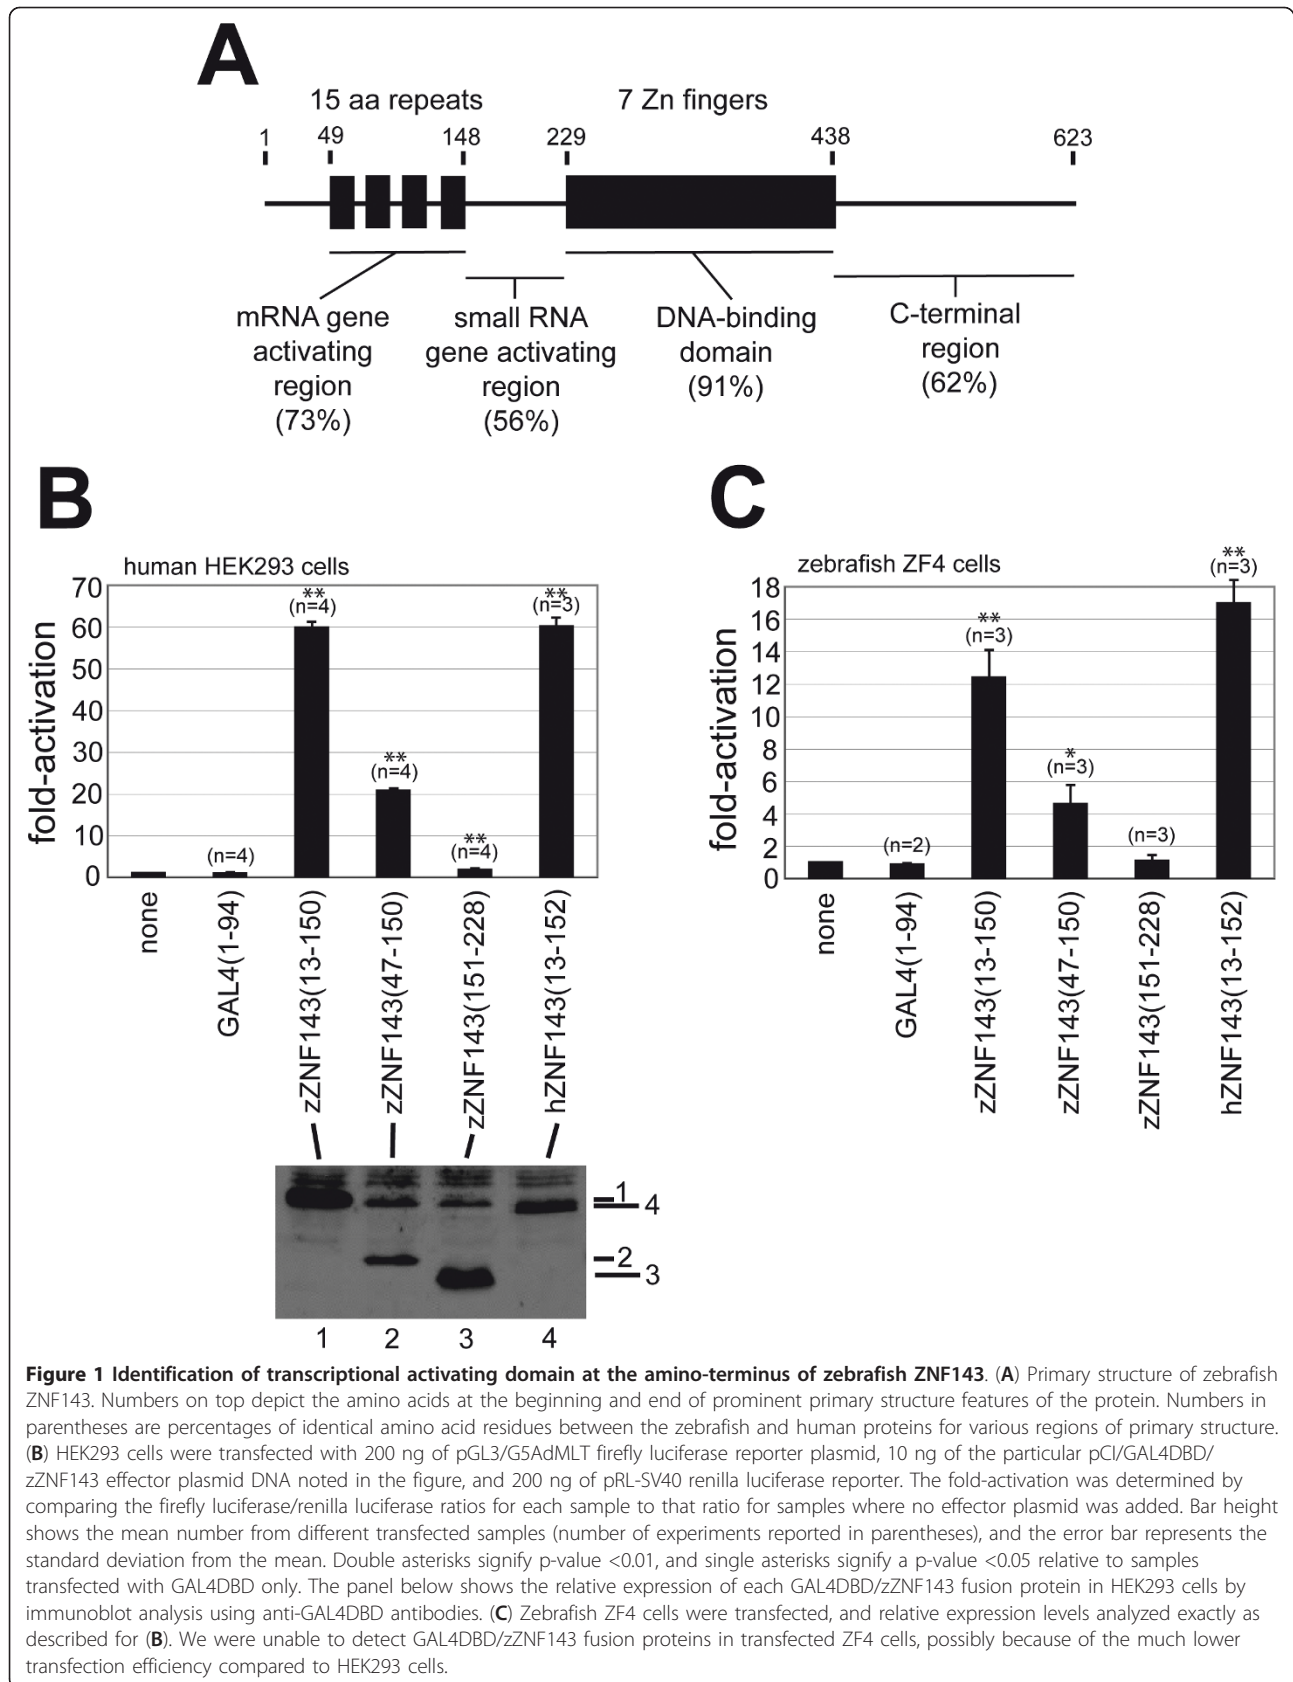 A
15 aa repeats 7 Zn fingers
1 49 148 229 438 623
mRNA gene
activating
region
(73%)
small RNA
gene activating
region
(56%)
DNA-binding
domain
(91%)
C-terminal
region
(62%)
B
human HEK293 cells
fold-activation
70
60
50
40
30
20
10
0
(n=4)
**
(n=4)
**
(n=4)
**
(n=4)
**
(n=3)
none
GAL4(1-94)
zZNF143(13-150)
zZNF143(47-150)
zZNF143(151-228)
hZNF143(13-152)
1
4
2
3
1 2 3 4
C
zebrafish ZF4 cells
fold-activation
18
16
14
12
10
8
6
4
2
0
(n=2)
**
(n=3)
*
(n=3)
(n=3)
**
(n=3)
none
GAL4(1-94)
zZNF143(13-150)
zZNF143(47-150)
zZNF143(151-228)
hZNF143(13-152)
Figure 1 Identification of transcriptional activating domain at the amino-terminus of zebrafish ZNF143. (A) Primary structure of zebrafish
ZNF143. Numbers on top depict the amino acids at the beginning and end of prominent primary structure features of the protein. Numbers in
parentheses are percentages of identical amino acid residues between the zebrafish and human proteins for various regions of primary structure.
(B) HEK293 cells were transfected with 200 ng of pGL3/G5AdMLT firefly luciferase reporter plasmid, 10 ng of the particular pCI/GAL4DBD/
zZNF143 effector plasmid DNA noted in the figure, and 200 ng of pRL-SV40 renilla luciferase reporter. The fold-activation was determined by
comparing the firefly luciferase/renilla luciferase ratios for each sample to that ratio for samples where no effector plasmid was added. Bar height
shows the mean number from different transfected samples (number of experiments reported in parentheses), and the error bar represents the
standard deviation from the mean. Double asterisks signify p-value <0.01, and single asterisks signify a p-value <0.05 relative to samples
transfected with GAL4DBD only. The panel below shows the relative expression of each GAL4DBD/zZNF143 fusion protein in HEK293 cells by
immunoblot analysis using anti-GAL4DBD antibodies. (C) Zebrafish ZF4 cells were transfected, and relative expression levels analyzed exactly as
described for (B). We were unable to detect GAL4DBD/zZNF143 fusion proteins in transfected ZF4 cells, possibly because of the much lower
transfection efficiency compared to HEK293 cells.